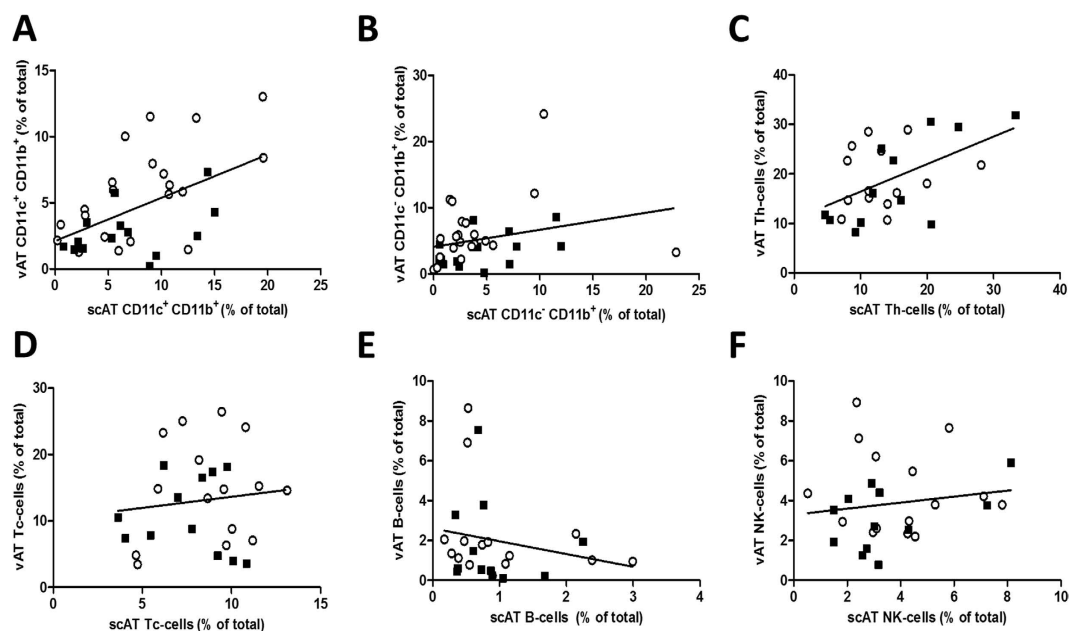 A
vAT CD11c⁺ CD11b⁺ (% of total)
15
10
5
0
0 5 10 15 20 25
scAT CD11c⁺ CD11b⁺ (% of total)
B
vAT CD11c⁻ CD11b⁺ (% of total)
30
20
10
0
0 5 10 15 20 25
scAT CD11c⁻ CD11b⁺ (% of total)
C
vAT Th-cells (% of total)
40
30
20
10
0
0 10 20 30 40
scAT Th-cells (% of total)
D
vAT Tc-cells (% of total)
30
20
10
0
0 5 10 15
scAT Tc-cells (% of total)
E
vAT B-cells (% of total)
10
8
6
4
2
0
0 1 2 3 4
scAT B-cells (% of total)
F
vAT NK-cells (% of total)
10
8
6
4
2
0
0 2 4 6 8 10
scAT NK-cells (% of total)